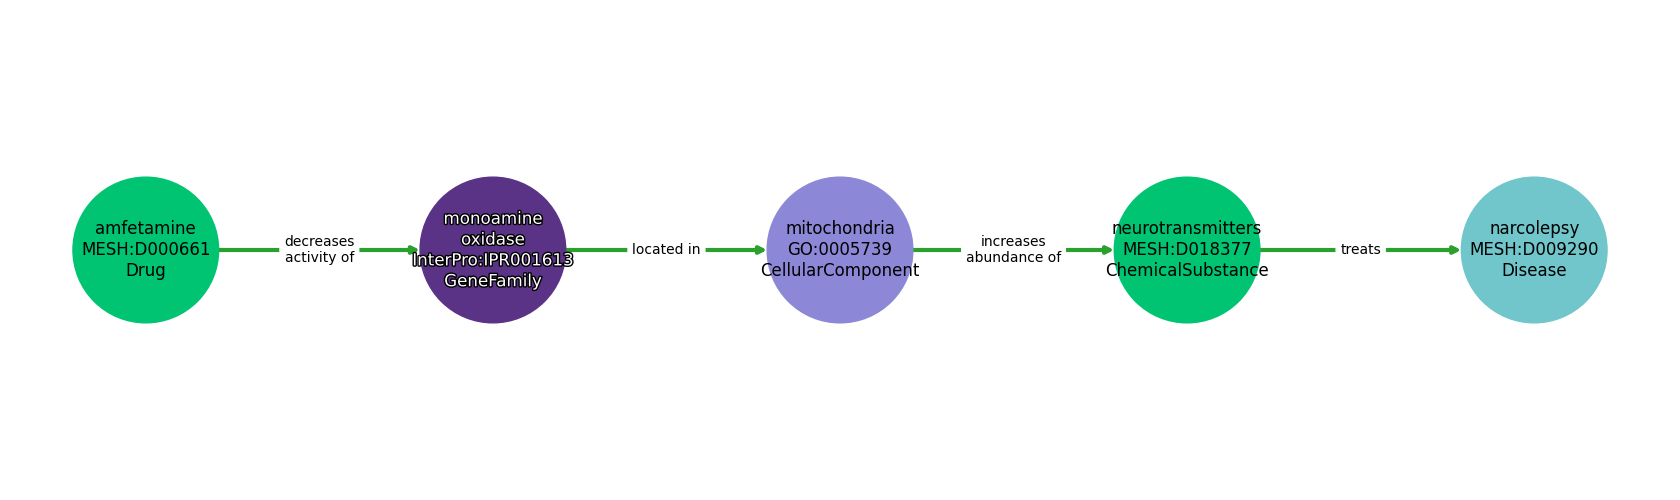 amfetamine
MESH:D000661
Drug
decreases
activity of
monoamine
oxidase
InterPro:IPR001613
GeneFamily
located in
mitochondria
GO:0005739
CellularComponent
increases
abundance of
neurotransmitters
MESH:D018377
ChemicalSubstance
treats
narcolepsy
MESH:D009290
Disease